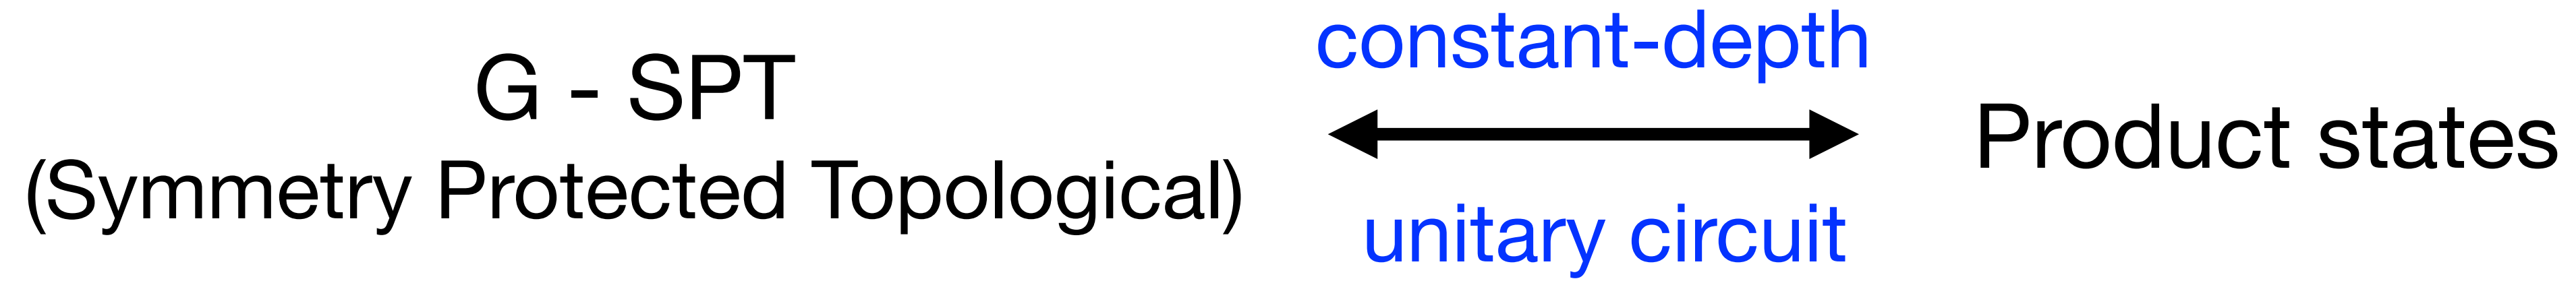 G - SPT
(Symmetry Protected Topological)
constant-depth
unitary circuit
Product states